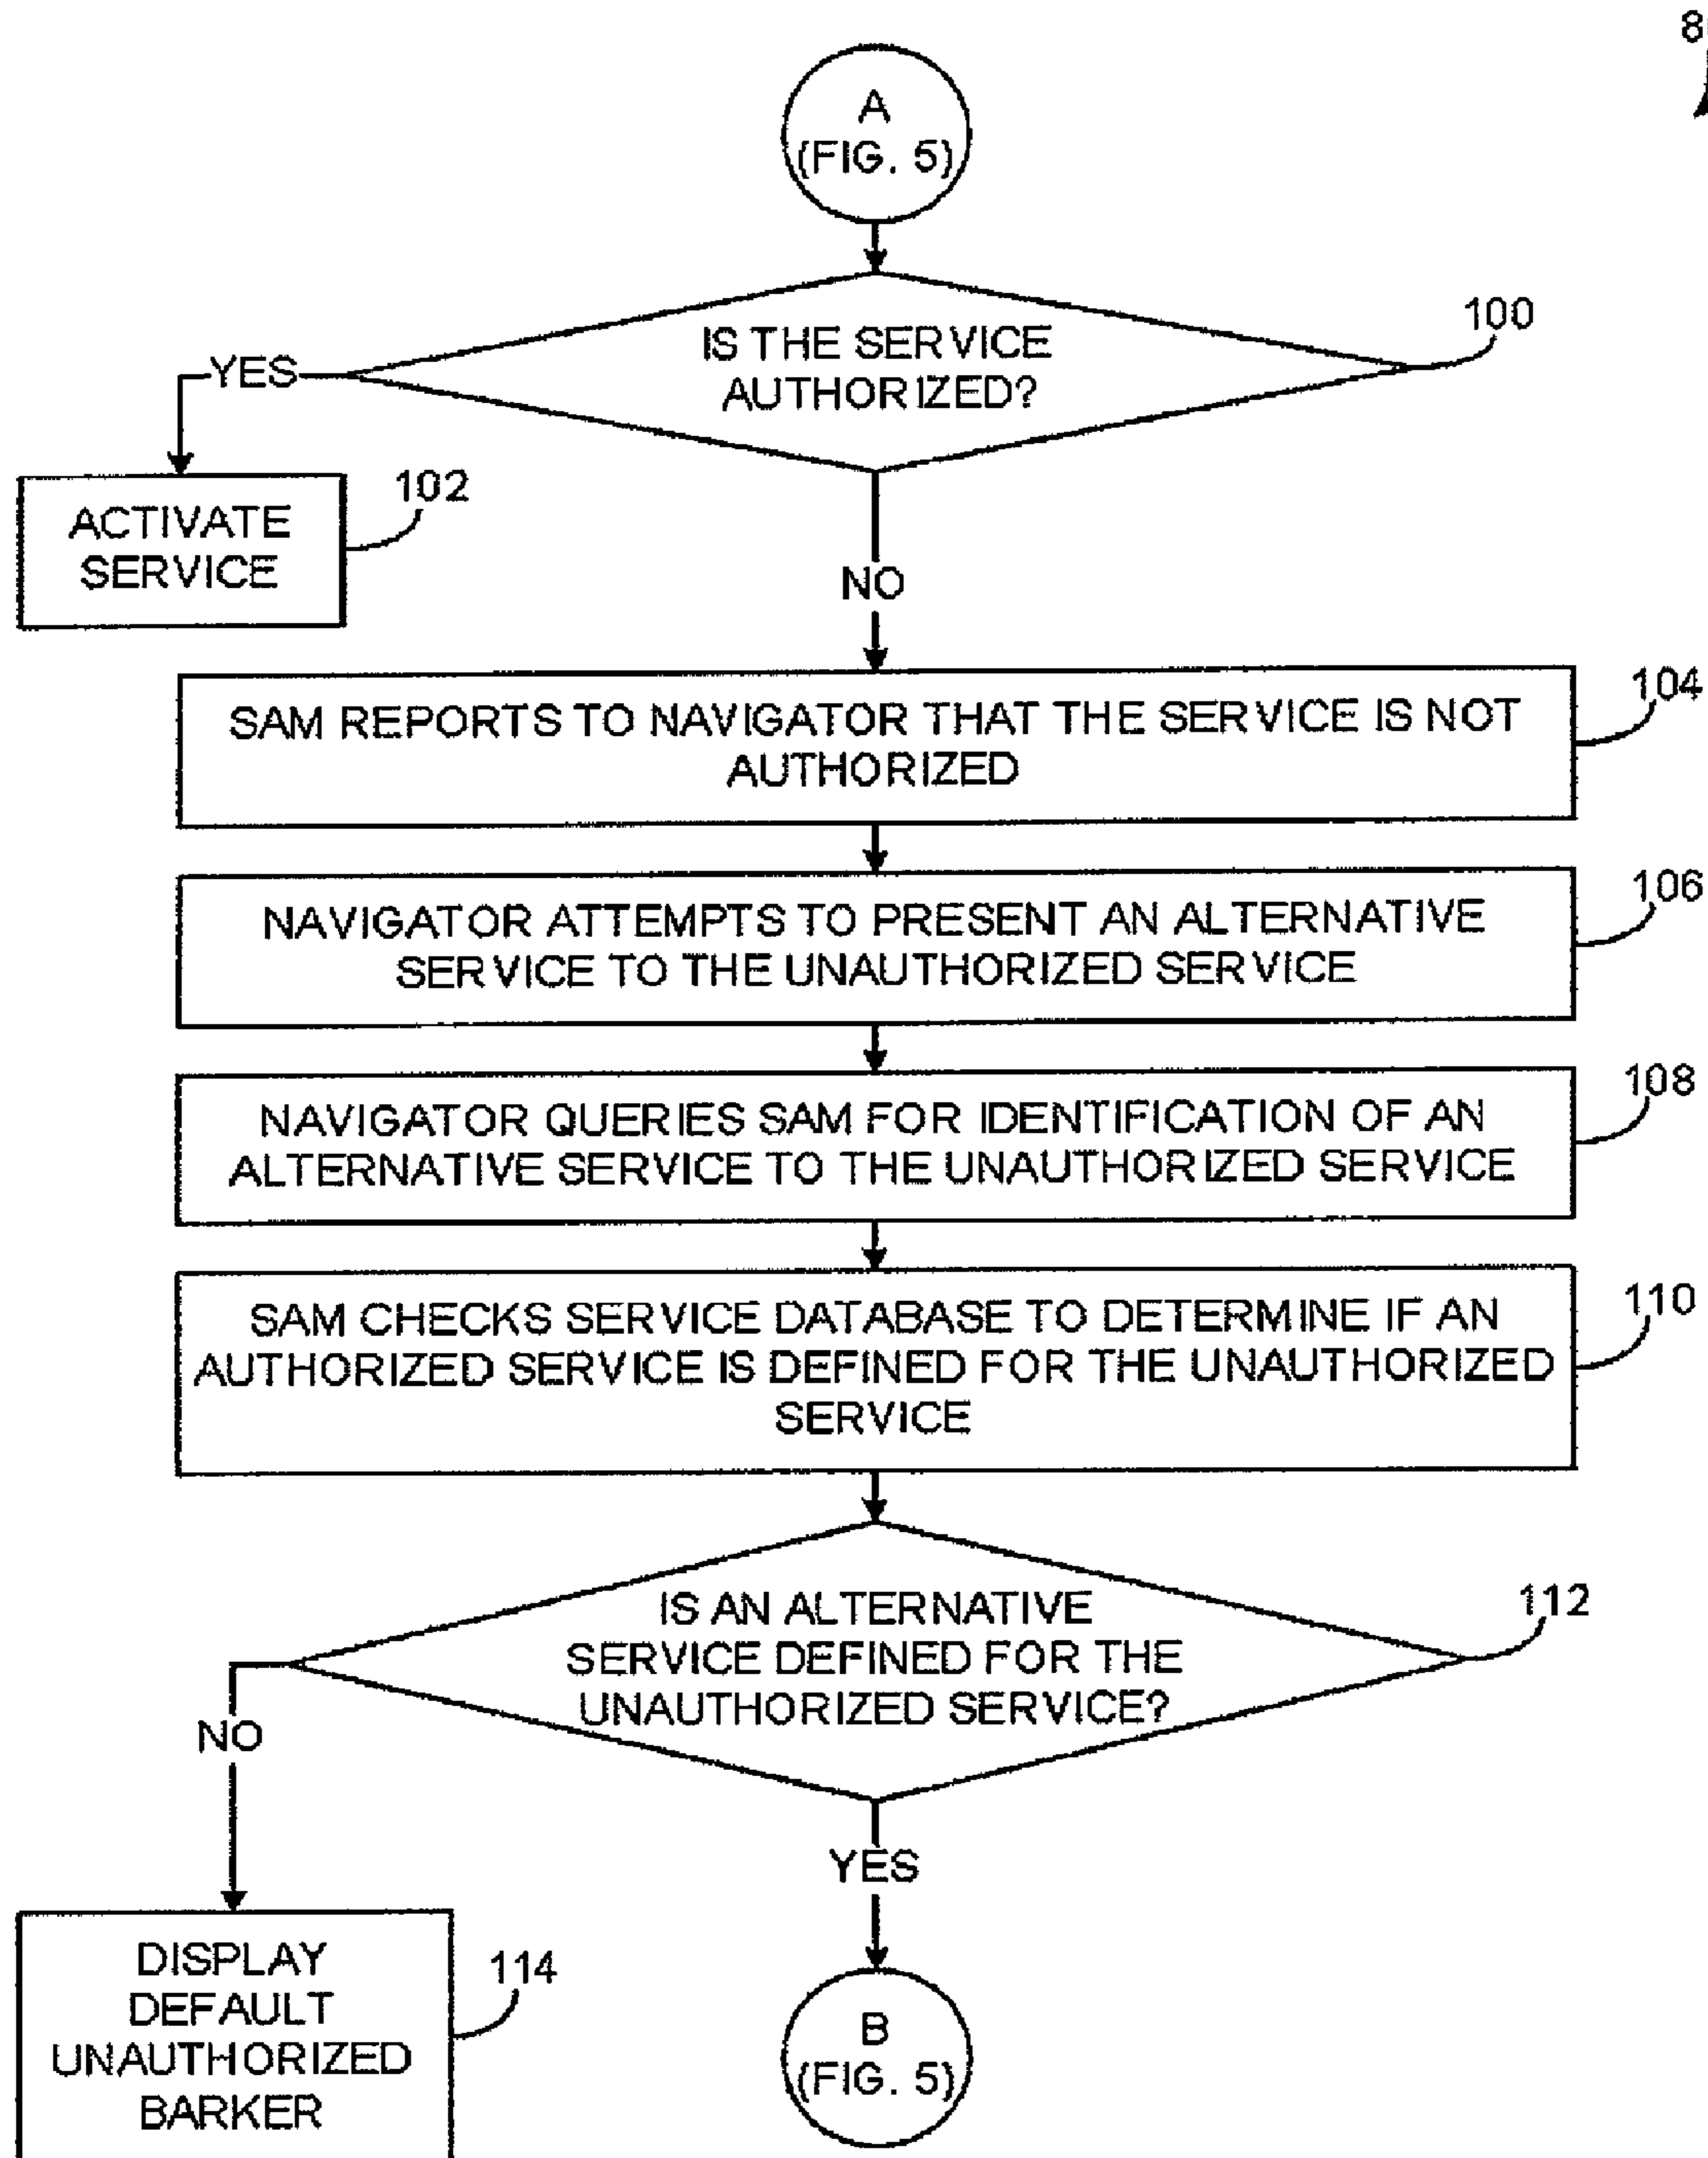 A
(FIG. 5)
IS THE SERVICE
AUTHORIZED?
100
YES
ACTIVATE
SERVICE
102
NO
SAM REPORTS TO NAVIGATOR THAT THE SERVICE IS NOT
AUTHORIZED
104
NAVIGATOR ATTEMPTS TO PRESENT AN ALTERNATIVE
SERVICE TO THE UNAUTHORIZED SERVICE
106
NAVIGATOR QUERIES SAM FOR IDENTIFICATION OF AN
ALTERNATIVE SERVICE TO THE UNAUTHORIZED SERVICE
108
SAM CHECKS SERVICE DATABASE TO DETERMINE IF AN
AUTHORIZED SERVICE IS DEFINED FOR THE UNAUTHORIZED
SERVICE
110
IS AN ALTERNATIVE
SERVICE DEFINED FOR THE
UNAUTHORIZED SERVICE?
112
NO
YES
DISPLAY
DEFAULT
UNAUTHORIZED
BARKER
114
B
(FIG. 5)